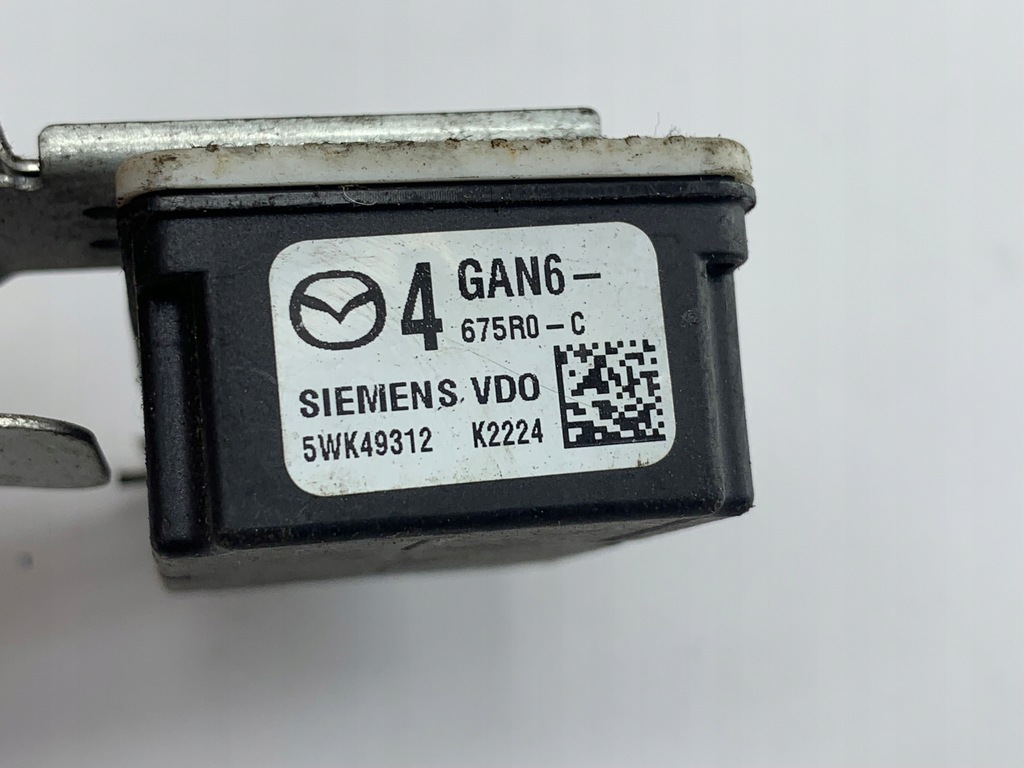 4 GAN6-
675R0-C
SIEMENS VDO
5WK49312 K2224